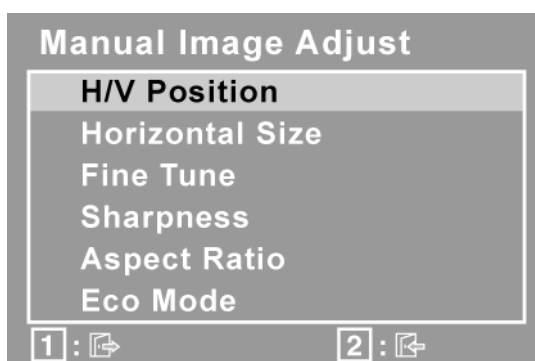 Manual Image Adjust
H/V Position
Horizontal Size
Fine Tune
Sharpness
Aspect Ratio
Eco Mode
1 : 2 :